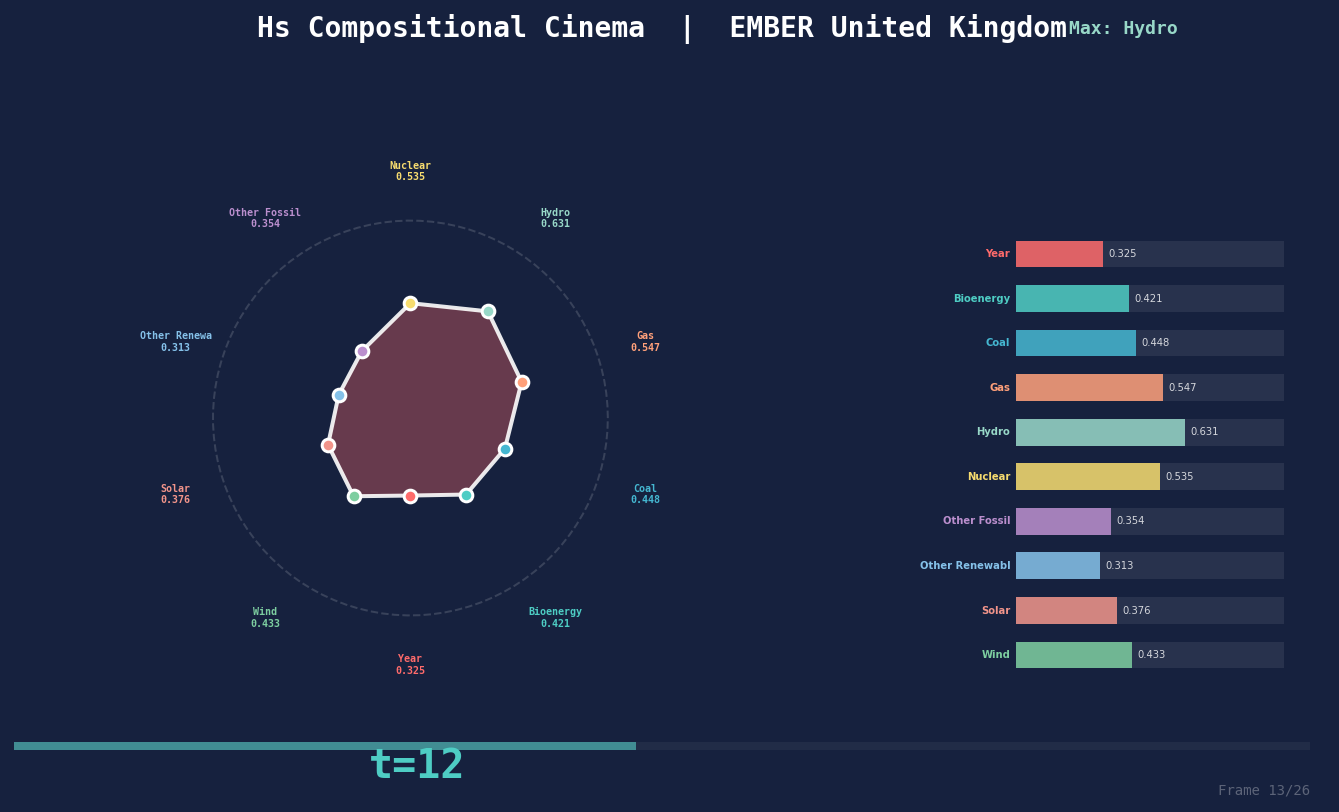 Hs Compositional Cinema  |  EMBER United Kingdom
Max: Hydro
Nuclear
0.535
Other Fossil
0.354
Hydro
0.631
Other Renewa
0.313
Gas
0.547
Solar
0.376
Coal
0.448
Wind
0.433
Bioenergy
0.421
Year
0.325
Year 0.325
Bioenergy 0.421
Coal 0.448
Gas 0.547
Hydro 0.631
Nuclear 0.535
Other Fossil 0.354
Other Renewabl 0.313
Solar 0.376
Wind 0.433
t=12
Frame 13/26